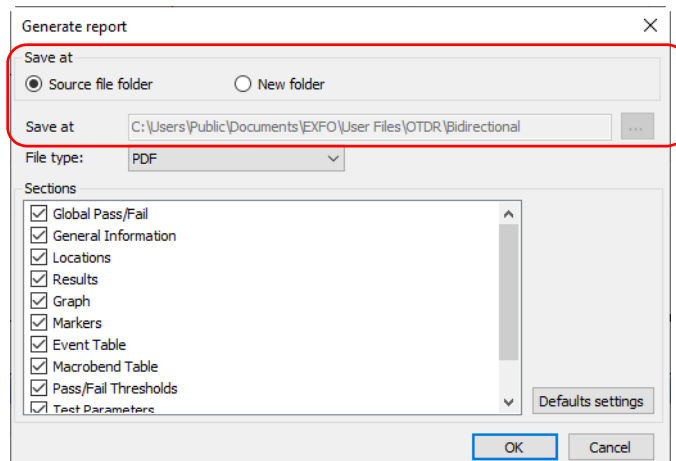 Generate report
Save at
Source file folder New folder
Save at C:\Users\Public\Documents\EXFO\User Files\OTDR\Bidirectional ...
File type: PDF
Sections
Global Pass/Fail
General Information
Locations
Results
Graph
Markers
Event Table
Macrobend Table
Pass/Fail Thresholds
Test Parameters
Defaults settings
OK Cancel